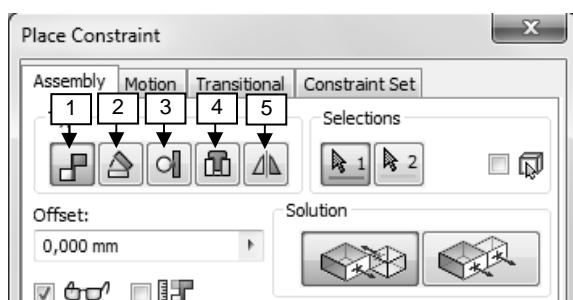 Place Constraint
x
Assembly Motion Transitional Constraint Set
1 2 3 4 5
Selections
1 2
Offset:
Solution
0,000 mm